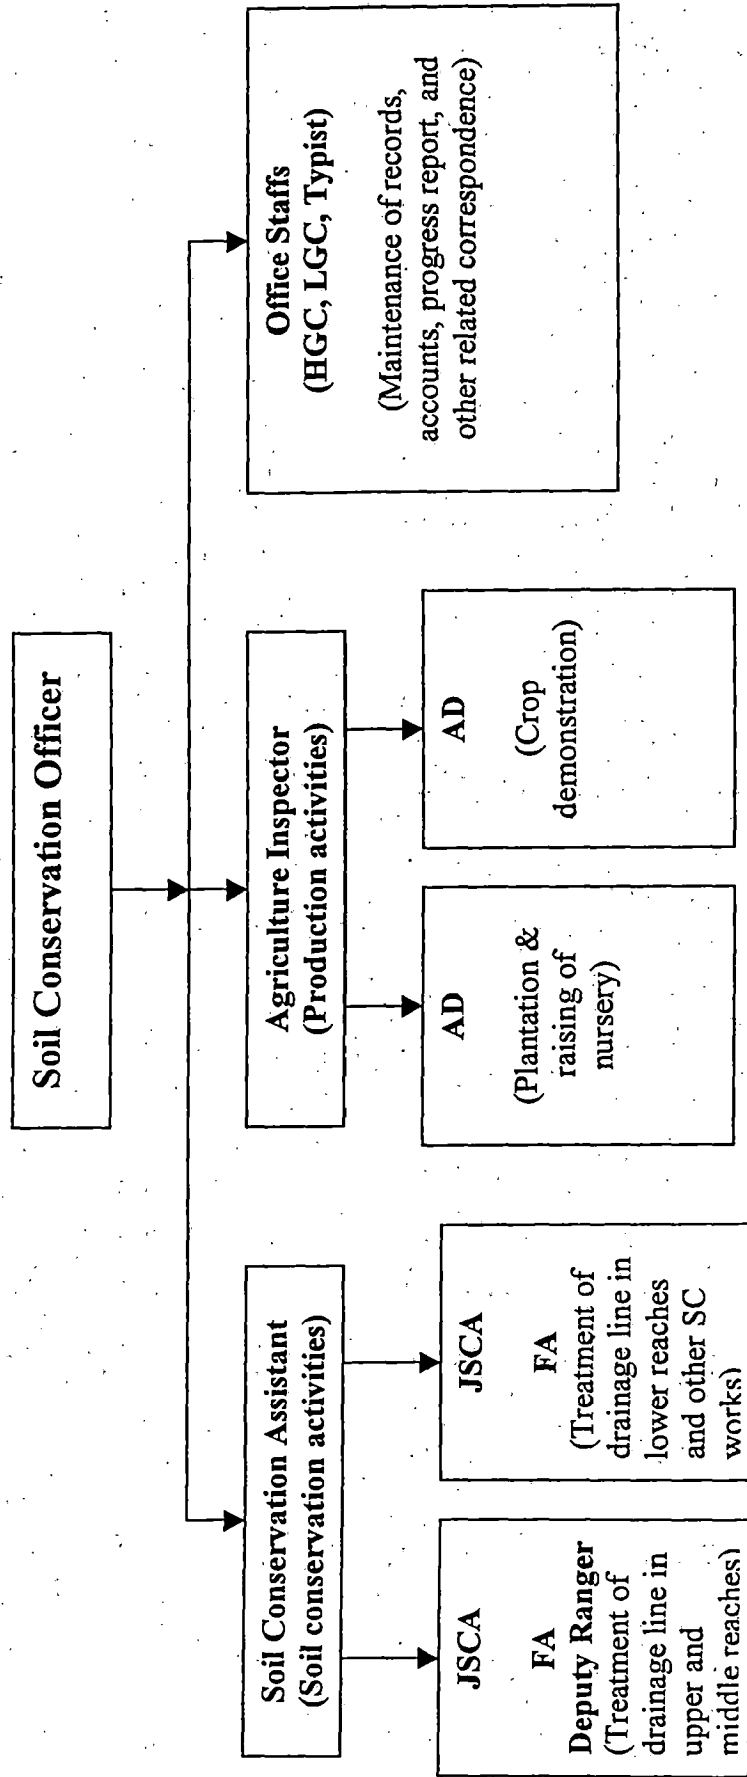 Soil Conservation Officer
Soil Conservation Assistant
(Soil conservation activities)
Agriculture Inspector
(Production activities)
Office Staffs
(HGC, LGC, Typist)
(Maintenance of records,
accounts, progress report, and
other related correspondence)
JSCA
FA
Deputy Ranger
(Treatment of
drainage line in
upper and
middle reaches)
JSCA
FA
(Treatment of
drainage line in
lower reaches
and other SC
works)
AD
(Plantation &
raising of
nursery)
AD
(Crop
demonstration)